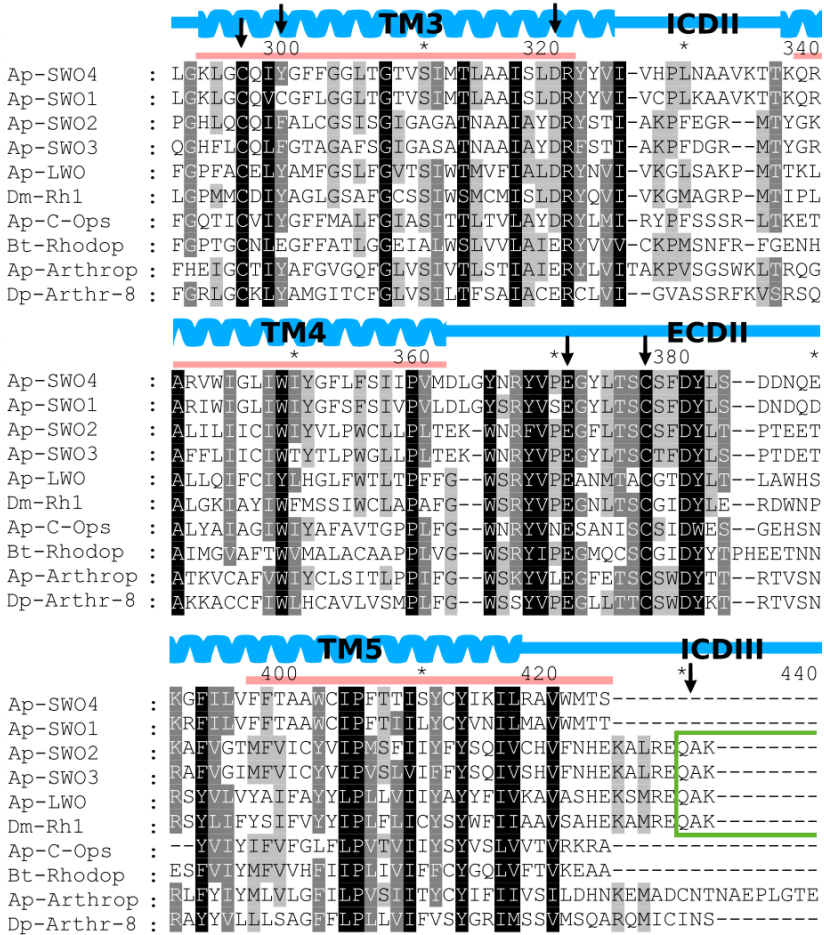 TM3 ICDII
300 * 320 * 340
Ap-SWO4 : LGKLGCQIYGFFGGLTGTVSIMTLAAISLDRYYVI-VHPLNAAVKTTKQR
Ap-SWO1 : LGKLGCQVCGFLGGLTGTVSIMTLAAISLDRYYVI-VCPLKAAVKTTKQR
Ap-SWO2 : PGHLQCQIFALCGSISGIGAGATNAAIAYDRYSTI-AKPFEGR--MTYGK
Ap-SWO3 : QGHFLCQLFGTAGAFSGIGASATNAAIAYDRFSTI-AKPFDGR--MTYGR
Ap-LWO : FGPFACELYAMFGSLFGVTSIWTMVFIALDRYNVI-VKGLSAKP-MTTKL
Dm-Rh1 : LGPMMCDIYAGLGSAFGCSSIWSMCMISLDRYQVI-VKGMAGRP-MTIPL
Ap-C-Ops : FGQTICVIYGFFMALFGIASITTLTVLAYDRYLMI-RYPFSSSR-LTKET
Bt-Rhodop : FGPTGCNLEGFFATLGGEIALWSLVVLAIERYVVV-CKPMSNFR-FGENH
Ap-Arthrop : FHEIGCTIYAFGVGQFGLVSIVTLSTIAIERYLVITAKPVSGSWKLTRQG
Dp-Arthr-8 : FGRLGCKLYAMGITCFGLVSILTFSAIACERCLVI--GVASSRFKVSRSQ
TM4 ECDII
* 360 * 380 *
Ap-SWO4 : ARVWIGLIWIYGFLFSIIPVMDLGYNRYVPEGYLTSCSFDYLS--DDNQE
Ap-SWO1 : ARIWIGLIWIYGFSFSIVPVLDLGYSRYVSEGYLTSCSFDYLS--DNDQD
Ap-SWO2 : ALILIICIWIYVLPWCLLPLTEK-WNRFVPEGFLTSCSFDYLT--PTEET
Ap-SWO3 : AFFLIICIWTYTLPWGLLPLTEK-WNRYVPEGYLTSCTFDYLS--PTDET
Ap-LWO : ALLQIFCIYLHGLFWTLTPFFG--WSRYVPEANMTACGTDYLT--LAWHS
Dm-Rh1 : ALGKIAYIWFMSSIWCLAPAFG--WSRYVPEGNLTSCGIDYLE--RDWNP
Ap-C-Ops : ALYAIAGIWIYAFAVTGPPLFG--WNRYVNESANISCSIDWES--GEHSN
Bt-Rhodop : AIMGVAFTWVMALACAAPPLVG--WSRYIPEGMQCSCGIDYYTPHEETNN
Ap-Arthrop : ATKVCAFVWIYCLSITLPPIFG--WSKYVLEGFETSCSWDYTT--RTVSN
Dp-Arthr-8 : AKKACCFIWLHCAVLVSMPLFG--WSSYVPEGLLTTCSWDYKT--RTVSN
TM5 ICDIII
400 * 420 * 440
Ap-SWO4 : KGFILVFFTAAWCIPFTTISYCYIKILRAVWMTS----------------
Ap-SWO1 : KRFILVFFTAAWCIPFTIILYCYVNILMAVWMTT----------------
Ap-SWO2 : KAFVGTMFVICYVIPMSFIIYFYSQIVCHVFNHEKALREQAK--------
Ap-SWO3 : RAFVGIMFVICYVIPVSLVIFFYSQIVSHVFNHEKALREQAK--------
Ap-LWO : RSYVLVYAIFAYYLPLLVIIYAYYFIVKAVASHEKSMREQAK--------
Dm-Rh1 : RSYLIFYSIFVYYIPLFLICYSYWFIIAAVSAHEKAMREQAK--------
Ap-C-Ops : --YVIYIFVFGLFLPVTVIIYSYVSLVVTVRKRA----------------
Bt-Rhodop : ESFVIYMFVVHFIIPLIVIFFCYGQLVFTVKEAA----------------
Ap-Arthrop : RLFYIYMLVLGFILPVSIITYCYIFIIVSILDHNKEMADCNTNAEPLGTE
Dp-Arthr-8 : RAYYVLLLSAGFFLPLLVIFVSYGRIMSSVMSQARQMICINS--------